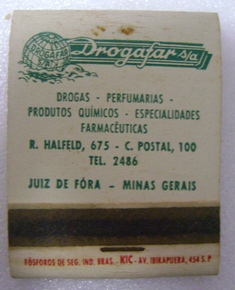 DROGAFAR
S/A
Drogafar s/a
DROGAS - PERFUMARIAS -
PRODUTOS QUÍMICOS - ESPECIALIDADES
FARMACÊUTICAS
R. HALFELD, 675 - C. POSTAL, 100
TEL. 2486
JUIZ DE FÓRA - MINAS GERAIS
FÓSFOROS DE SEG. IND. BRAS. - KIC - AV. IBIRAPUERA, 454 S. P